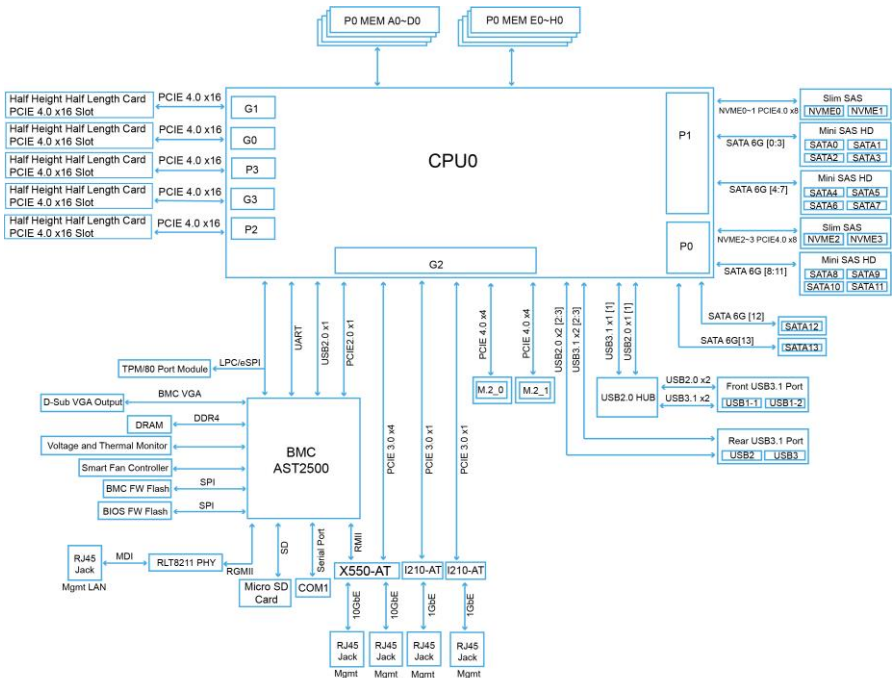 P0 MEM A0~D0
P0 MEM E0~H0
Half Height Half Length Card
PCIE 4.0 x16 Slot
PCIE 4.0 x16
Half Height Half Length Card
PCIE 4.0 x16 Slot
PCIE 4.0 x16
Half Height Half Length Card
PCIE 4.0 x16 Slot
PCIE 4.0 x16
Half Height Half Length Card
PCIE 4.0 x16 Slot
PCIE 4.0 x16
Half Height Half Length Card
PCIE 4.0 x16 Slot
PCIE 4.0 x16
G1
G0
P3
G3
P2
CPU0
G2
P1
P0
NVME0~1 PCIE4.0 x8
Slim SAS
NVME0
NVME1
SATA 6G [0:3]
Mini SAS HD
SATA0
SATA1
SATA2
SATA3
SATA 6G [4:7]
Mini SAS HD
SATA4
SATA5
SATA6
SATA7
NVME2~3 PCIE4.0 x8
Slim SAS
NVME2
NVME3
SATA 6G [8:11]
Mini SAS HD
SATA8
SATA9
SATA10
SATA11
SATA 6G [12]
SATA12
SATA 6G[13]
SATA13
LPC/eSPI
UART
USB2.0 x1
PCIE2.0 x1
PCIE 3.0 x4
PCIE 3.0 x1
PCIE 3.0 x1
PCIE 4.0 x4
PCIE 4.0 x4
USB2.0 x2 [2:3]
USB3.1 x2 [2:3]
USB3.1 x1 [1]
USB2.0 x1 [1]
M.2_0
M.2_1
USB2.0 HUB
USB2.0 x2
USB3.1 x2
Front USB3.1 Port
USB1-1
USB1-2
Rear USB3.1 Port
USB2
USB3
TPM/80 Port Module
D-Sub VGA Output
BMC VGA
DRAM
DDR4
Voltage and Thermal Monitor
Smart Fan Controller
BMC FW Flash
SPI
BIOS FW Flash
SPI
BMC
AST2500
RJ45
Jack
Mgmt LAN
MDI
RLT8211 PHY
RGMII
SD
Micro SD
Card
Serial Port
COM1
RMII
X550-AT
I210-AT
I210-AT
10GbE
10GbE
1GbE
1GbE
RJ45
Jack
Mgmt
RJ45
Jack
Mgmt
RJ45
Jack
Mgmt
RJ45
Jack
Mgmt